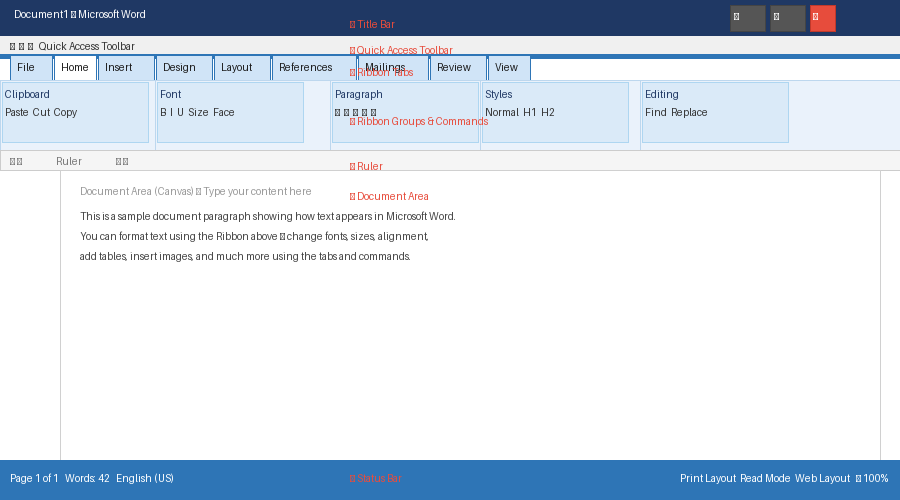 Document1 □ Microsoft Word □ □ □
□ Title Bar
□ □ □ Quick Access Toolbar
□ Quick Access Toolbar
File Home Insert Design Layout References Mailings Review View
□ Ribbon Tabs
Clipboard Font Paragraph Styles Editing
Paste Cut Copy B I U Size Face □ □ □ □ □ Normal H1 H2 Find Replace
□ Ribbon Groups & Commands
□ □ Ruler □ □
□ Ruler
Document Area (Canvas) □ Type your content here
□ Document Area
This is a sample document paragraph showing how text appears in Microsoft Word.
You can format text using the Ribbon above □ change fonts, sizes, alignment,
add tables, insert images, and much more using the tabs and commands.
Page 1 of 1 Words: 42 English (US) □ Status Bar Print Layout Read Mode Web Layout □ 100%